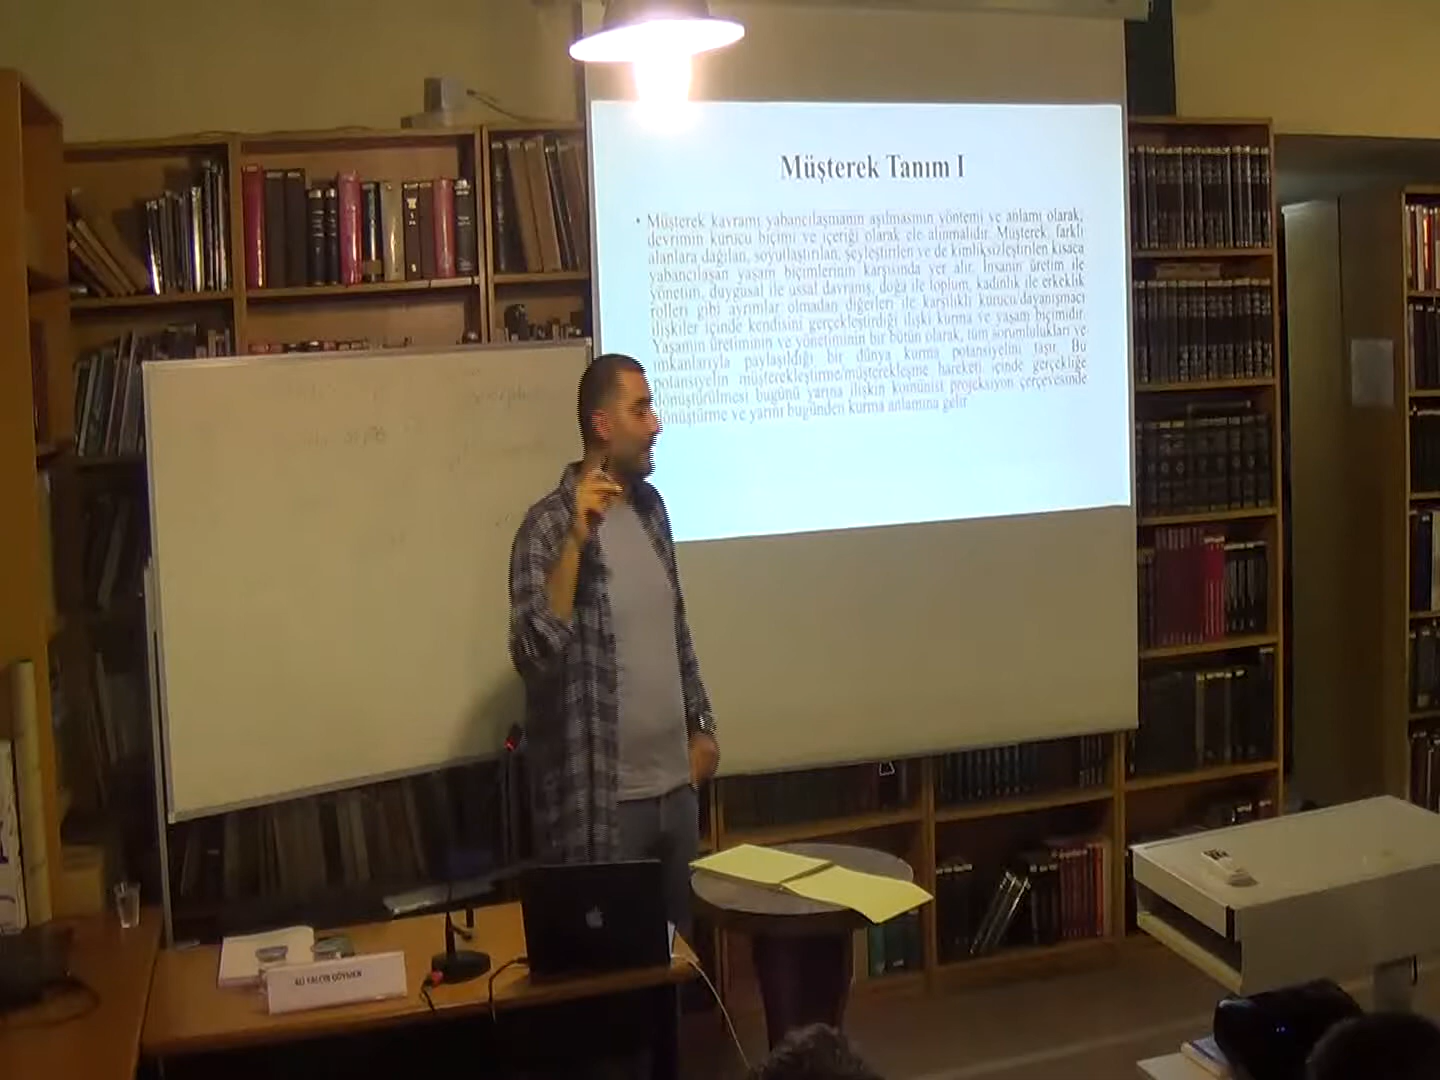 Müşterek Tanım I
• Müşterek kavramı yabancılaşmanın aşılmasının yöntemi ve anlamı olarak,
devrimin kurucu biçimi ve içeriği olarak ele alınmalıdır. Müşterek, farklı
alanlara dağılan, soyutlaştırılan, şeyleştirilen ve de kimliksizleştirilen kısaca
yabancılaşan yaşam biçimlerinin karşısında yer alır. İnsanın üretim ile
yönetim, duygusal ile ussal davranış, doğa ile toplum, kadınlık ile erkeklik
rolleri gibi ayrımlar olmadan diğerleri ile karşılıklı kurucu/dayanışmacı
ilişkiler içinde kendisini gerçekleştirdiği ilişki kurma ve yaşam biçimidir.
Yaşamın üretiminin ve yönetiminin bir bütün olarak, tüm sorumlulukları ve
imkanlarıyla paylaşıldığı bir dünya kurma potansiyelini taşır. Bu
potansiyelin müşterekleştirme/müşterekleşme hareketi içinde gerçekliğe
dönüştürülmesi bugünü yarına ilişkin komünist projeksiyon çerçevesinde
dönüştürme ve yarını bugünden kurma anlamına gelir
ALİ YALÇIN GÖYMEN